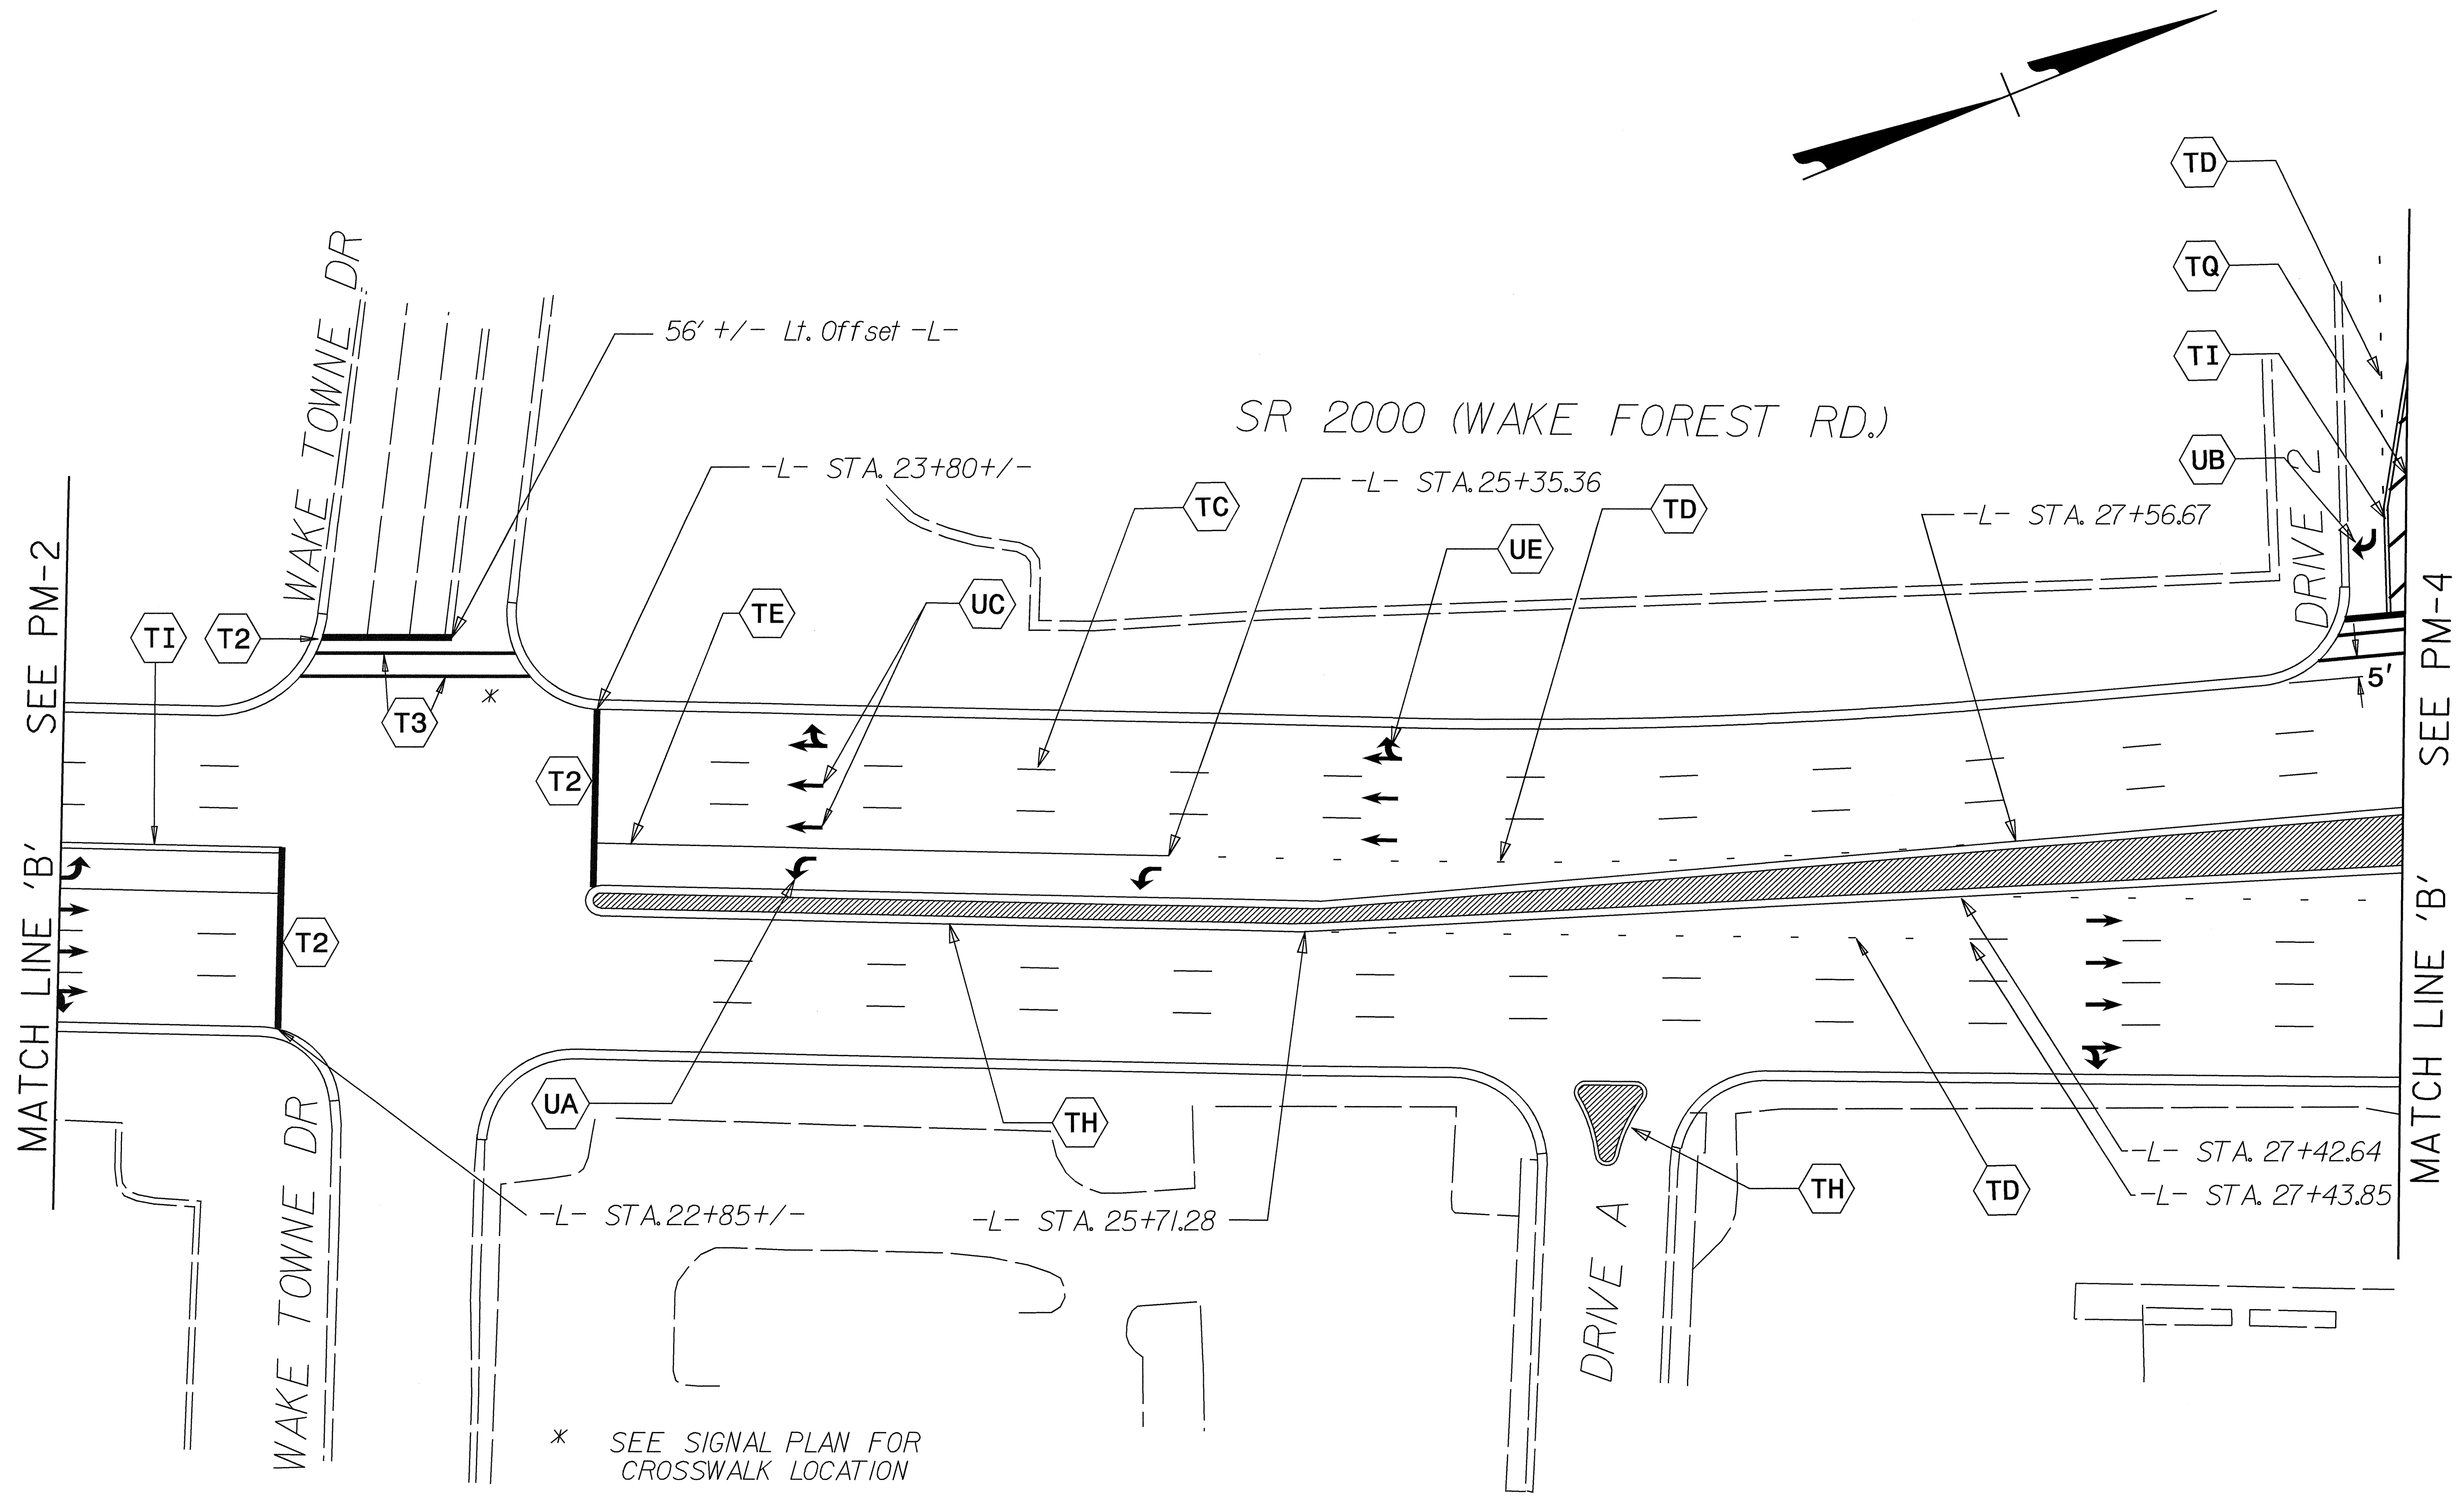 TD
TQ
TI
UB
WAKE TOWNE DR
56' +/- Lt. Offset -L-
SR 2000 (WAKE FOREST RD.)
-L- STA. 23+80+/-
-L- STA. 25+35.36
-L- STA. 27+56.67
TC
TD
UE
TE
UC
DRIVE 2
TI
T2
T3
*
5'
T2
T2
MATCH LINE 'B' SEE PM-2
MATCH LINE 'B' SEE PM-4
UA
TH
TH
TD
-L- STA. 27+42.64
-L- STA. 27+43.85
-L- STA. 22+85+/-
-L- STA. 25+71.28
WAKE TOWNE DR
DRIVE A
* SEE SIGNAL PLAN FOR
CROSSWALK LOCATION